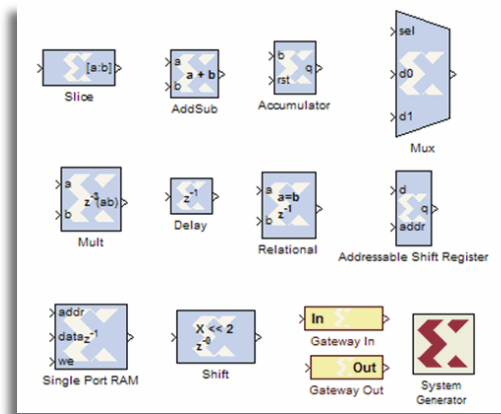 [a:b]
Slice
a
b
a + b
AddSub
b
rst
q
Accumulator
sel
d0
d1
Mux
a
b
z⁻³(ab)
Mult
z⁻¹
Delay
a
b
a=b
z⁻¹
Relational
d
addr
q
Addressable Shift Register
addr
data
we
z⁻¹
Single Port RAM
X << 2
z⁻⁰
Shift
In
Gateway In
Out
Gateway Out
System
Generator